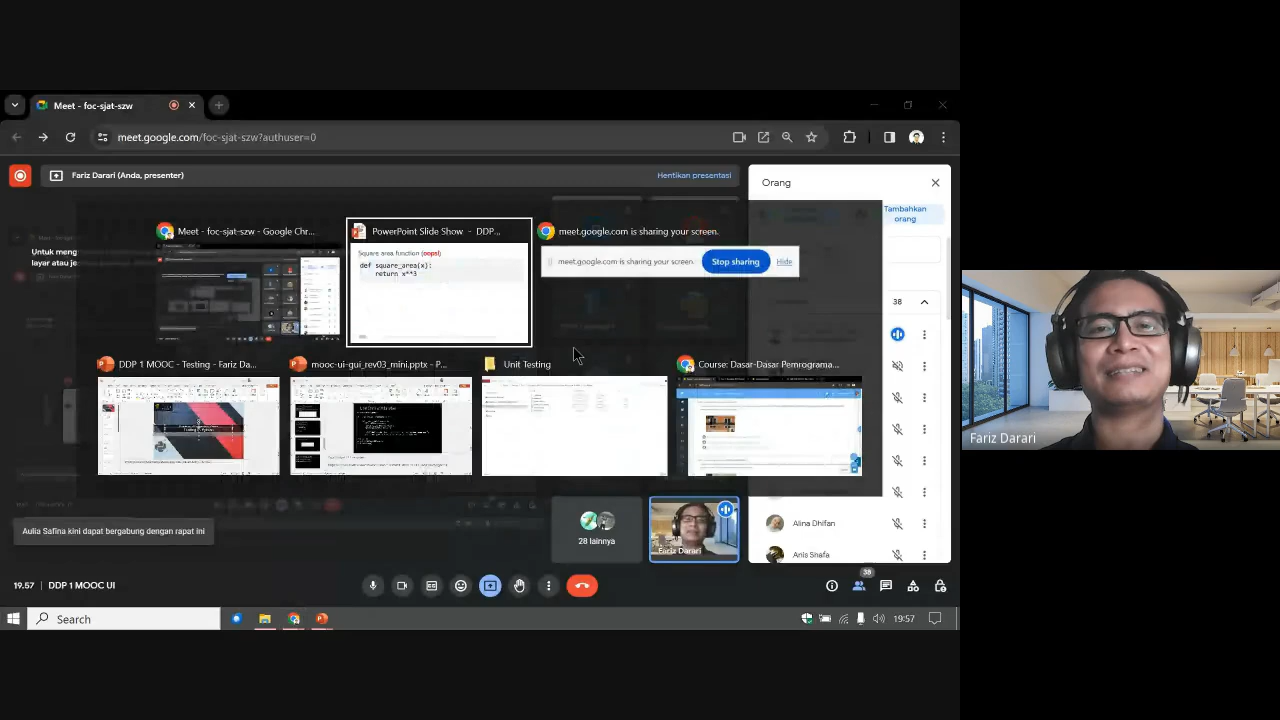 Meet - foc-sjat-szw
meet.google.com/foc-sjat-szw?authuser=0
Fariz Darari (Anda, presenter)
Hentikan presentasi
Orang
Tambahkan
orang
Untuk meng
layar atau je
Meet - foc-sjat-szw - Google Chr...
PowerPoint Slide Show - DDP...
meet.google.com is sharing your screen.
Square area function (oops!)
def square_area(x):
return x**3
meet.google.com is sharing your screen.
Stop sharing
Hide
38
DDP 1 MOOC - Testing - Fariz Da...
mooc-ui-gui_rev03_mini.pptx - P...
Unit Testing
Course: Dasar-Dasar Pemrograma...
Fariz Darari
Aulia Safina kini dapat bergabung dengan rapat ini
28 lainnya
Fariz Darari
Alina Dhifan
Anis Shafa
19.57
DDP 1 MOOC UI
38
Search
19:57